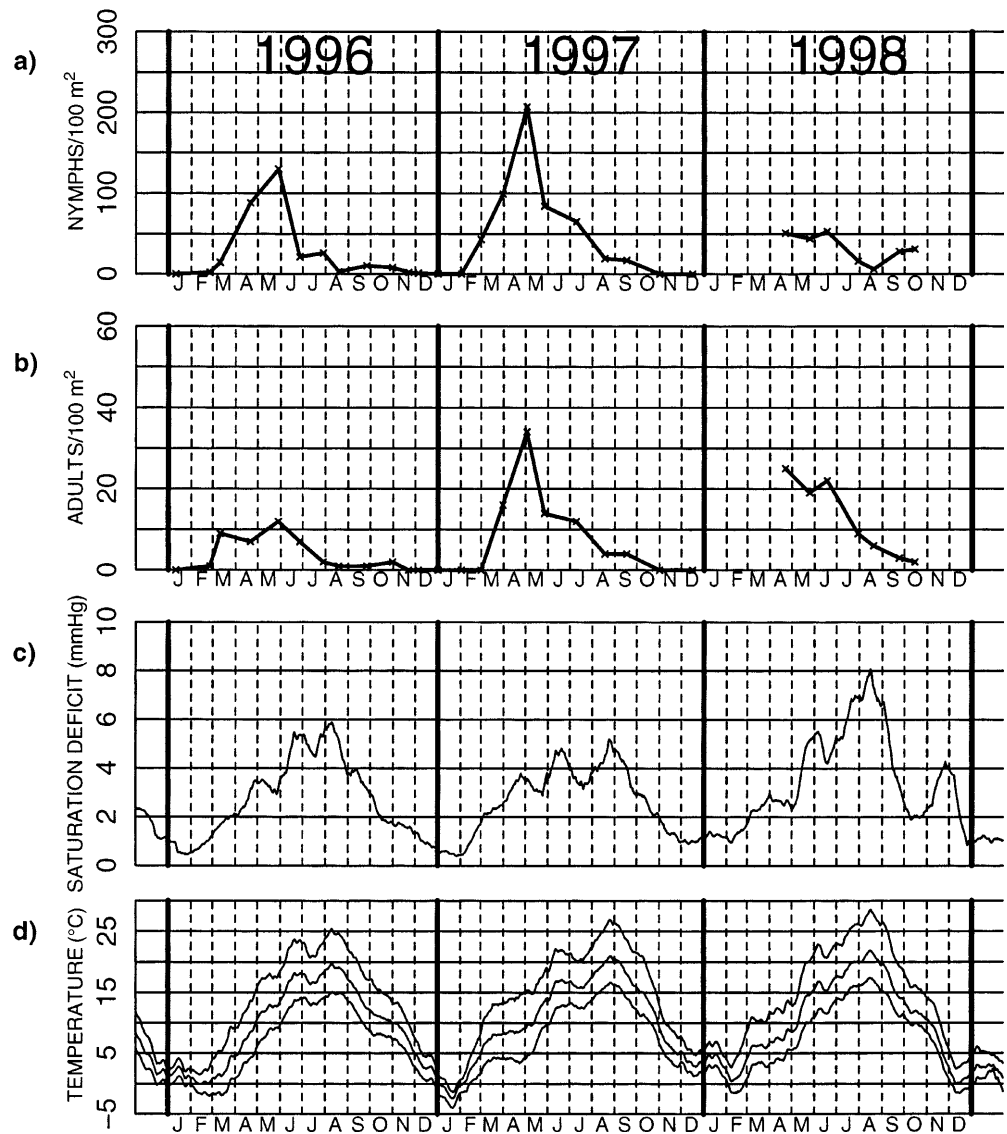 1996 1997 1998
a)
NYMPHS/100 m²
300
200
100
0
J F M A M J J A S O N D J F M A M J J A S O N D J F M A M J J A S O N D
b)
ADULTS/100 m²
60
40
20
0
J F M A M J J A S O N D J F M A M J J A S O N D J F M A M J J A S O N D
c)
SATURATION DEFICIT (mmHg)
10
8
6
4
2
0
d)
TEMPERATURE (°C)
25
15
5
−5
J F M A M J J A S O N D J F M A M J J A S O N D J F M A M J J A S O N D